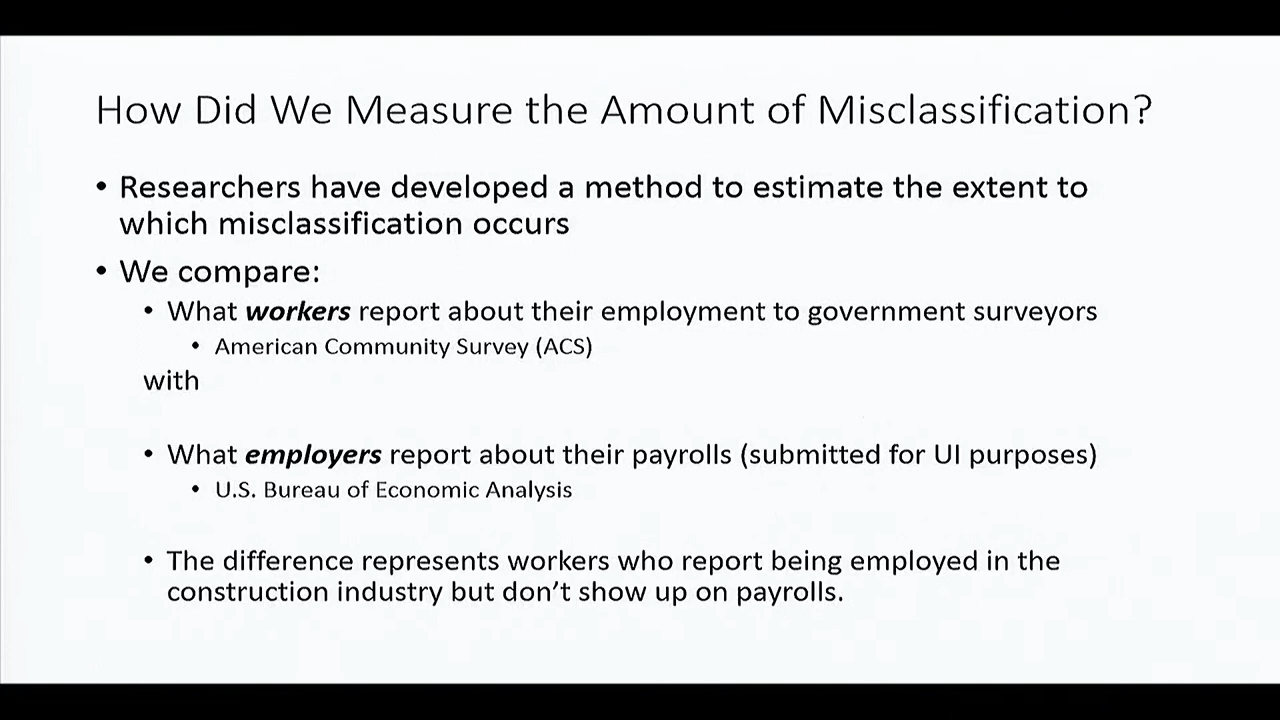 How Did We Measure the Amount of Misclassification?
• Researchers have developed a method to estimate the extent to
which misclassification occurs
• We compare:
• What workers report about their employment to government surveyors
• American Community Survey (ACS)
with
• What employers report about their payrolls (submitted for UI purposes)
• U.S. Bureau of Economic Analysis
• The difference represents workers who report being employed in the
construction industry but don’t show up on payrolls.